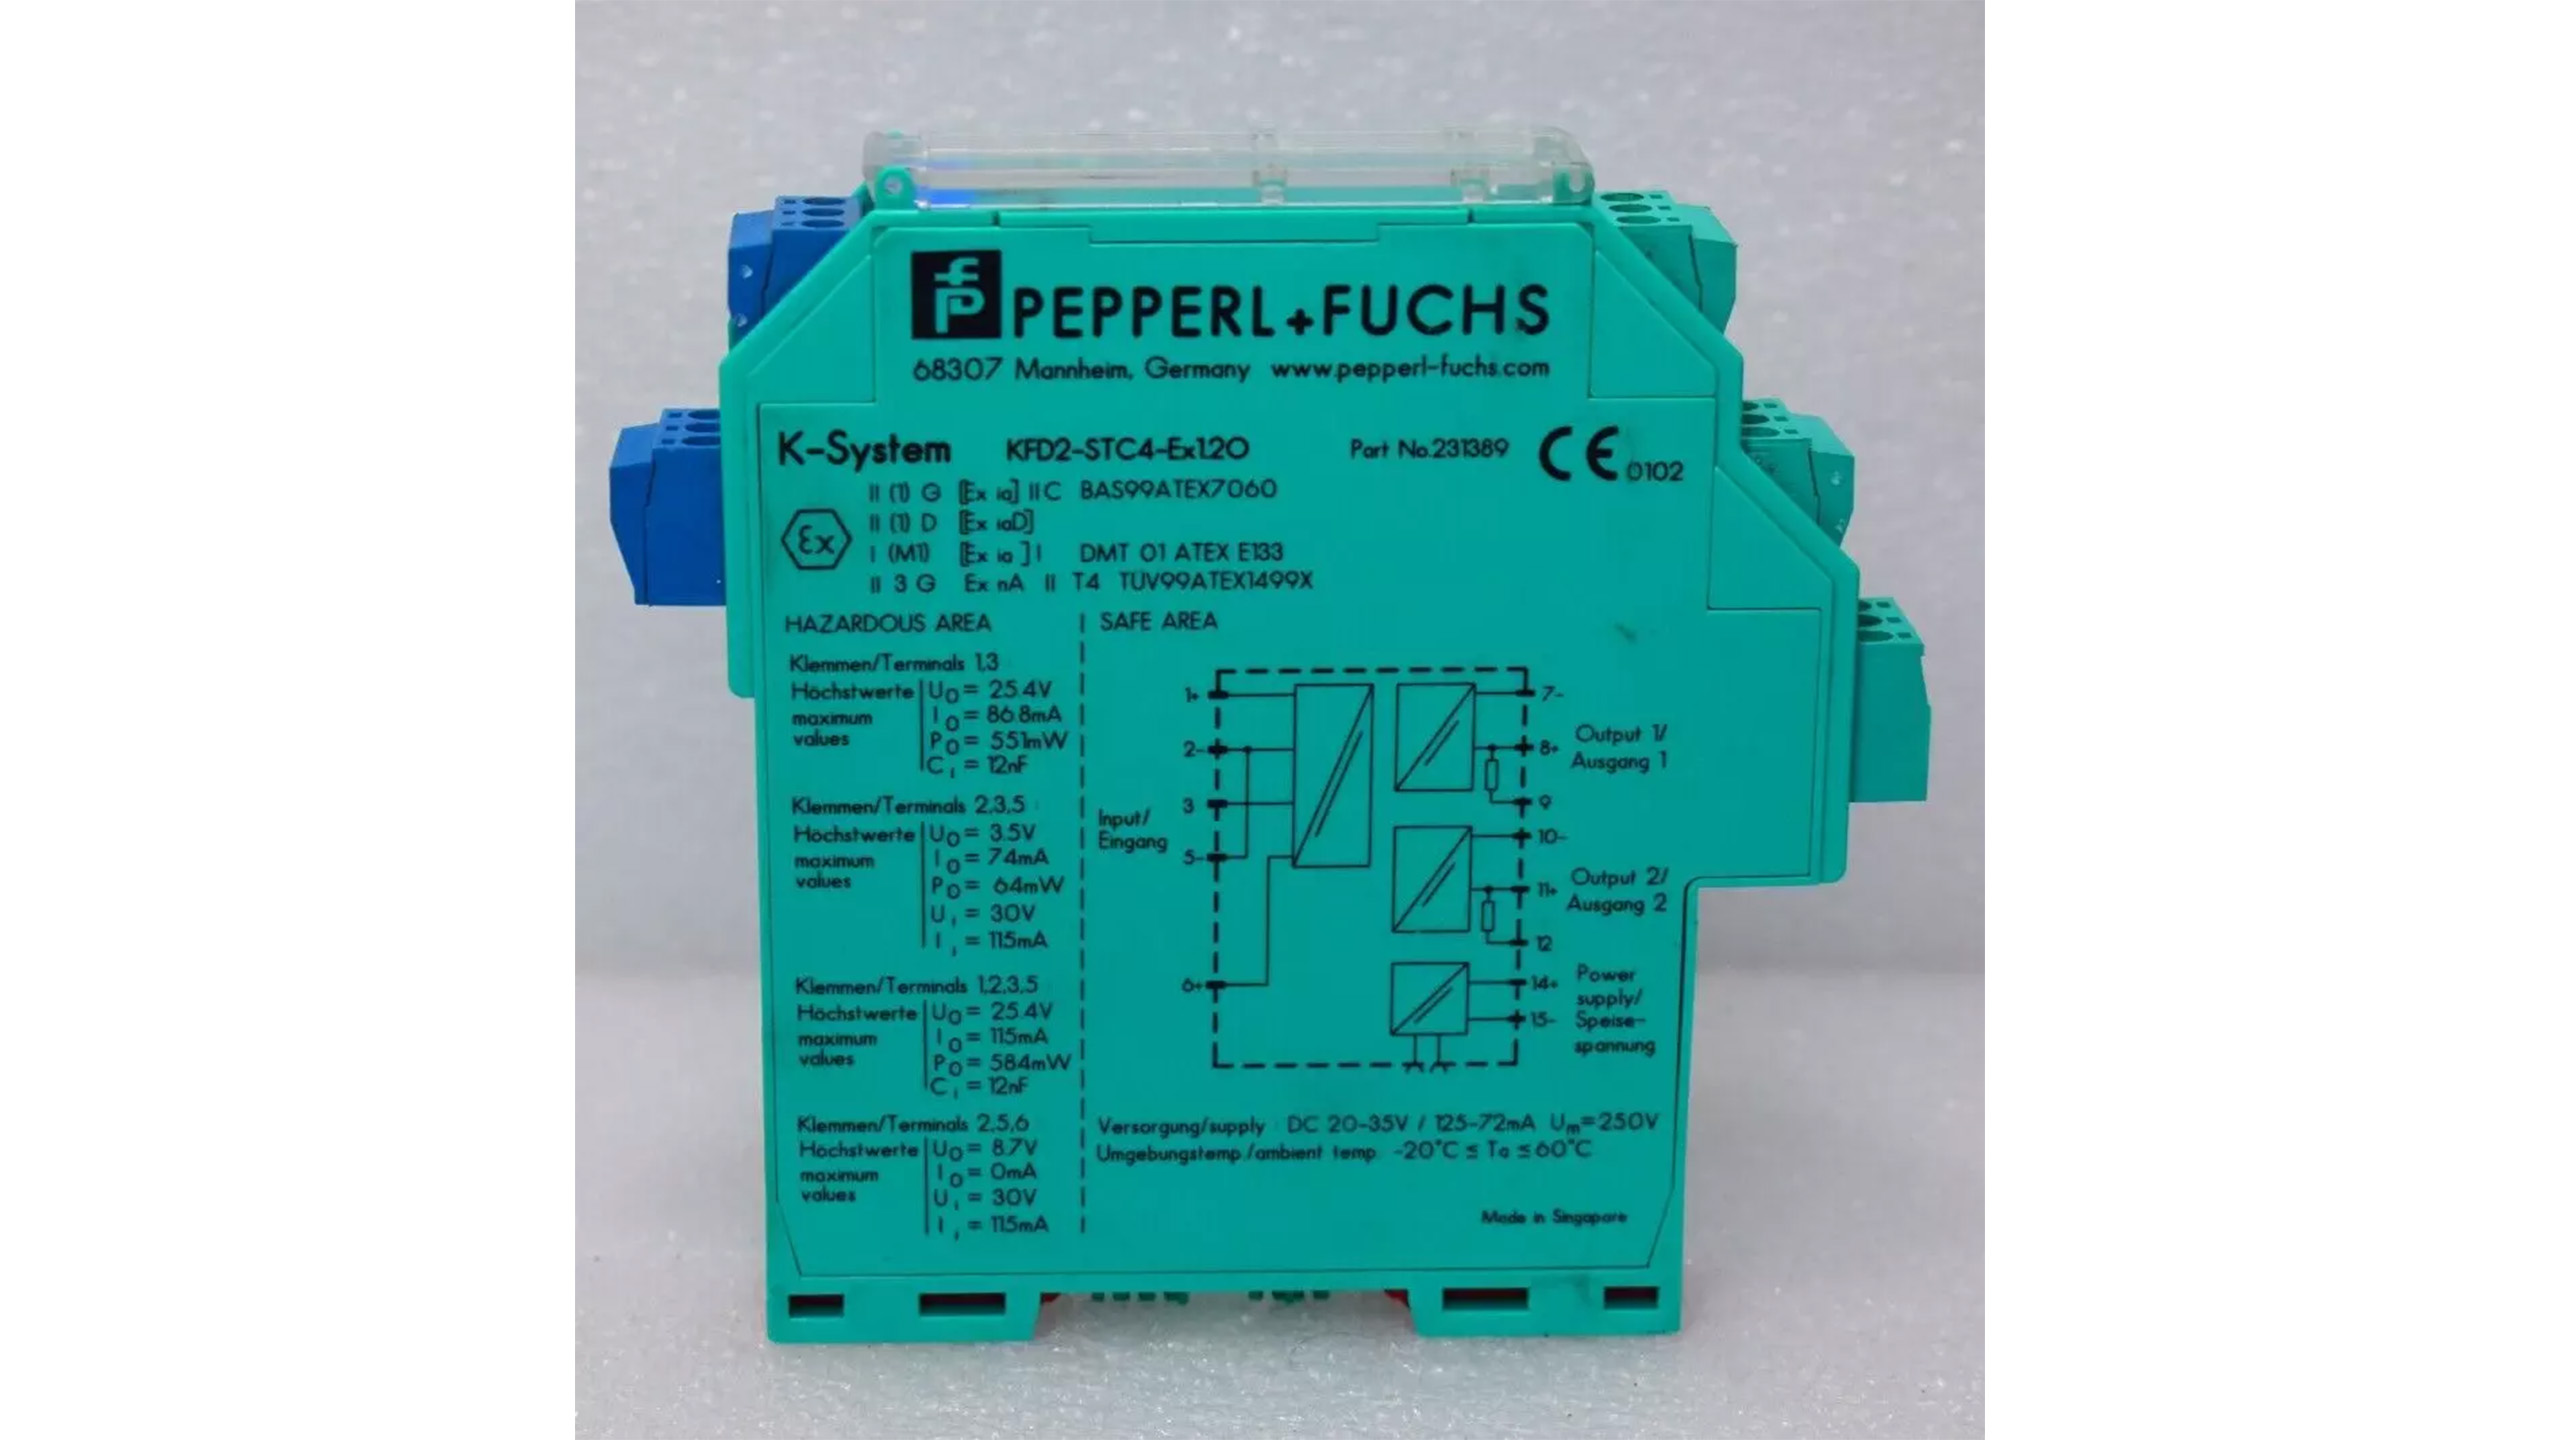 fp PEPPERL+FUCHS
68307 Mannheim, Germany www.pepperl-fuchs.com
K-System KFD2-STC4-Ex1.2O Part No.231389 CE 0102
II (1) G [Ex ia] IIC BAS99ATEX7060
II (1) D [Ex iaD]
Ex
I (M1) [Ex ia] I DMT 01 ATEX E133
II 3 G Ex nA II T4 TÜV99ATEX1499X
HAZARDOUS AREA
Klemmen/Terminals 1,3
Höchstwerte U0 = 25.4V
maximum I0 = 86.8mA
values P0 = 551mW
Ci = 12nF
Klemmen/Terminals 2,3,5
Höchstwerte U0 = 3.5V
maximum I0 = 74mA
values P0 = 64mW
Ui = 30V
Ii = 115mA
Klemmen/Terminals 1,2,3,5
Höchstwerte U0 = 25.4V
maximum I0 = 115mA
values P0 = 584mW
Ci = 12nF
Klemmen/Terminals 2,5,6
Höchstwerte U0 = 8.7V
maximum I0 = 0mA
values Ui = 30V
Ii = 115mA
SAFE AREA
1+
2-
3
5-
6+
Input/
Eingang
7-
8+
9
Output 1/
Ausgang 1
10-
11+
12
Output 2/
Ausgang 2
14+
15-
Power
supply/
Speise-
spannung
Versorgung/supply : DC 20-35V / 125-72mA Um=250V
Umgebungstemp./ambient temp. -20°C ≤ Ta ≤ 60°C
Made in Singapore